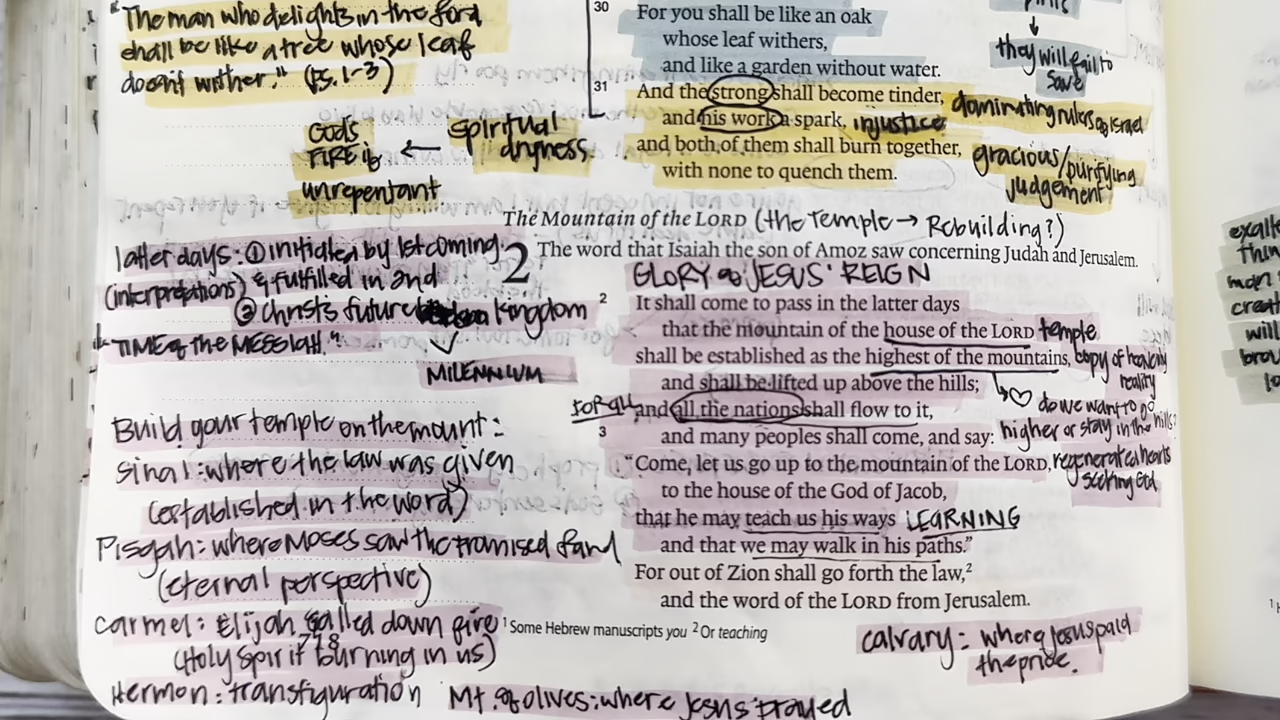 "The man who delights in the Lord
shall be like a tree whose leaf
doesn't wither." (Ps. 1-3)
God's
FIRE is
unrepentant
←
spiritual
dryness.
30
For you shall be like an oak
whose leaf withers,
and like a garden without water.
31
And the strong shall become tinder,
and his work a spark, injustice
and both of them shall burn together,
with none to quench them.
↓
they will fail to
save
dominating rulers of Israel
gracious/purifying
judgement
The Mountain of the LORD (the Temple → Rebuilding?)
2 The word that Isaiah the son of Amoz saw concerning Judah and Jerusalem.
GLORY of JESUS' REIGN
latter days: ① initiated by 1st coming
(interpretations) & fulfilled in 2nd
② Christ's future kingdom
"TIME of the MESSIAH."
MILENNIUM
2
It shall come to pass in the latter days
that the mountain of the house of the LORD temple
shall be established as the highest of the mountains, copy of heavenly
reality
and shall be lifted up above the hills;
for all and all the nations shall flow to it,
do we want to go
higher or stay in the hills?
3
and many peoples shall come, and say:
"Come, let us go up to the mountain of the LORD, regenerated hearts
seeking God
to the house of the God of Jacob,
that he may teach us his ways LEARNING
and that we may walk in his paths."
For out of Zion shall go forth the law,2
and the word of the LORD from Jerusalem.
Build your temple on the mount:
Sinai: where the law was given
(established in the word)
Pisgah: where Moses saw the promised land
(eternal perspective)
Carmel: Elijah called down fire
(Holy Spirit burning in us)
Hermon: transfiguration
Mt. of olives: where Jesus prayed
1 Some Hebrew manuscripts you 2 Or teaching
718
calvary: where Jesus paid
the price.
exalte
man
creati
will
brou